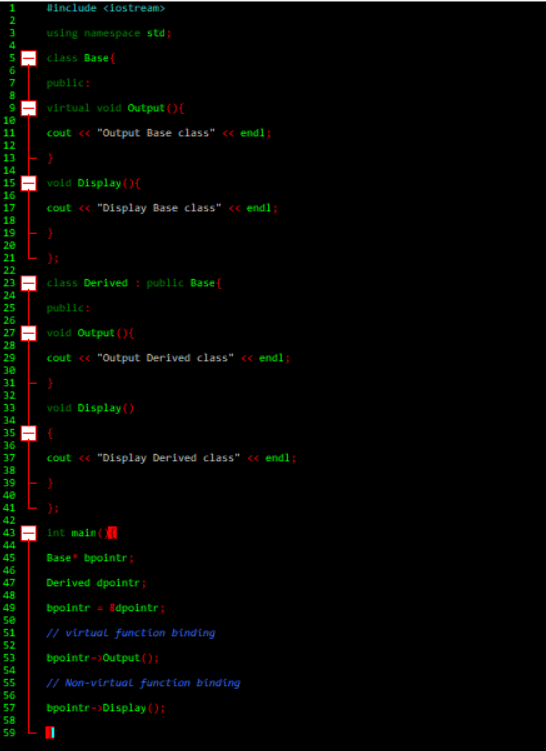 1 #include <iostream>
2
3 using namespace std;
4
5 class Base{
6
7 public:
8
9 virtual void Output(){
10
11 cout << "Output Base class" << endl;
12
13 }
14
15 void Display(){
16
17 cout << "Display Base class" << endl;
18
19 }
20
21 };
22
23 class Derived : public Base{
24
25 public:
26
27 void Output(){
28
29 cout << "Output Derived class" << endl;
30
31 }
32
33 void Display()
34
35 {
36
37 cout << "Display Derived class" << endl;
38
39 }
40
41 };
42
43 int main(){
44
45 Base* bpointr;
46
47 Derived dpointr;
48
49 bpointr = &dpointr;
50
51 // virtual function binding
52
53 bpointr->Output();
54
55 // Non-virtual function binding
56
57 bpointr->Display();
58
59 }